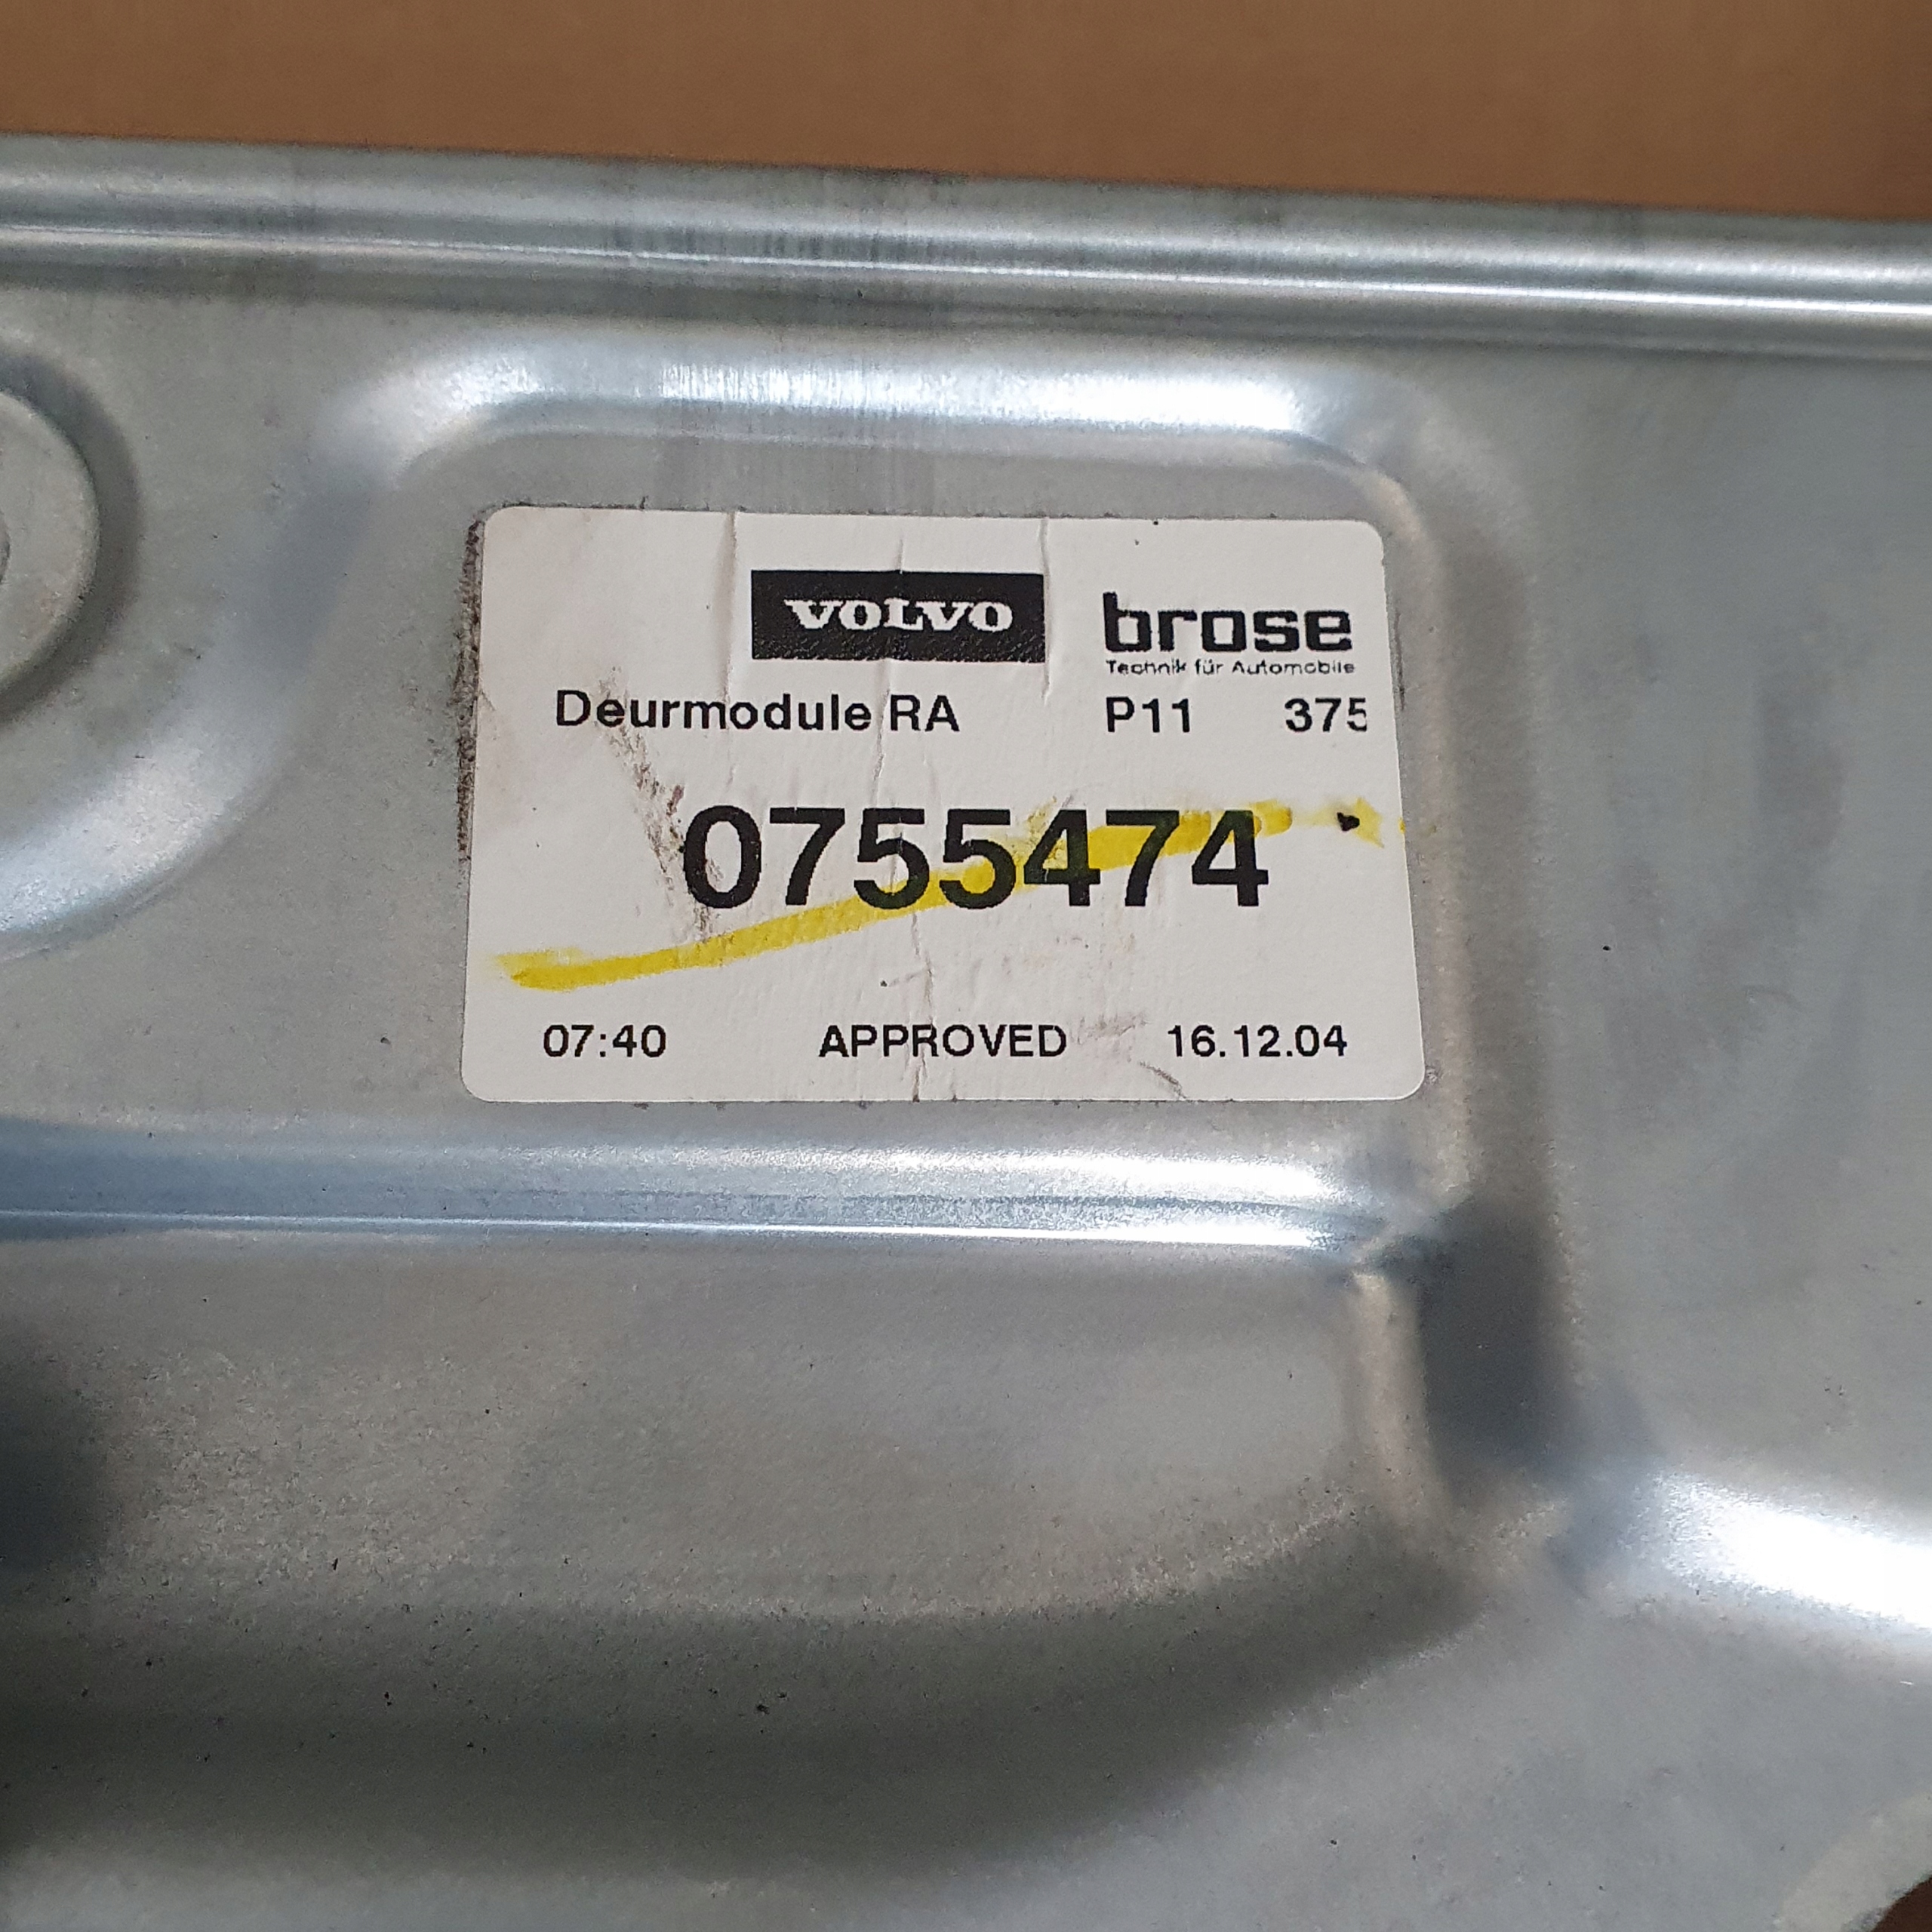 VOLVO brose
Technik für Automobile
Deurmodule RA P11 375
0755474
07:40 APPROVED 16.12.04